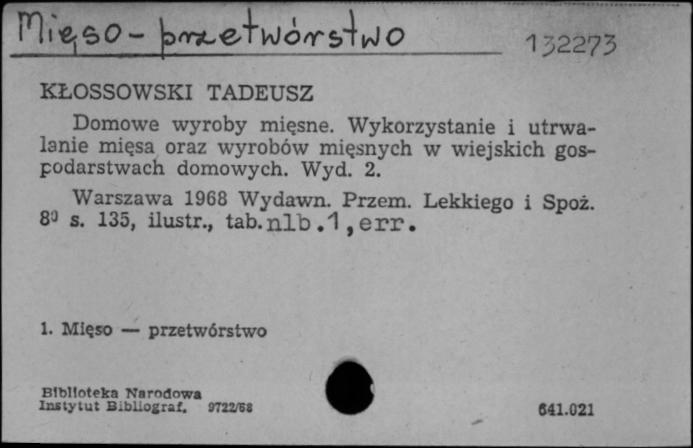 Mięso - przetwórstwo
132273
KŁOSSOWSKI TADEUSZ
Domowe wyroby mięsne. Wykorzystanie i utrwa-
lanie mięsa oraz wyrobów mięsnych w wiejskich gos-
podarstwach domowych. Wyd. 2.
Warszawa 1968 Wydawn. Przem. Lekkiego i Spoż.
8⁰ s. 135, ilustr., tab.nlb.1,err.
1. Mięso — przetwórstwo
Biblioteka Narodowa
Instytut Bibliograf. 9722/68
641.021